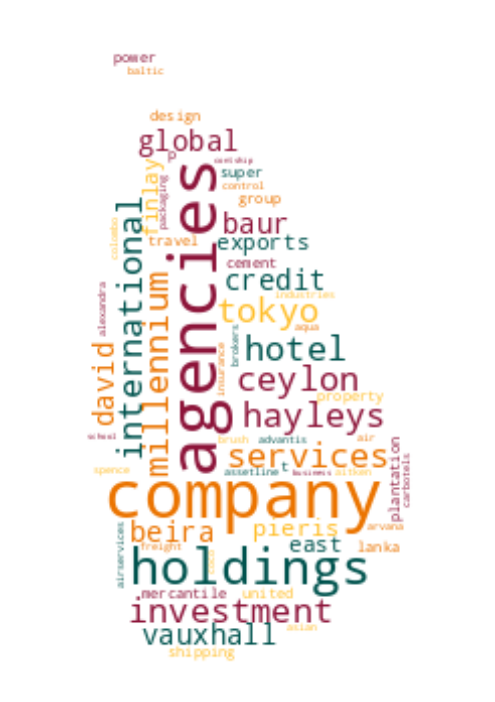 power
baltic
design
global
p
conship
super
control
group
finlay
packaging
agencies
baur
colombo
travel
exports
international
cement
credit
industries
alexandra
millennium
tokyo
aqua
brokers
hotel
david
insurance
ceylon
property
hayleys
school
brush
advantis
air
services
plantation
spence
assetline
t
business
aitken
carbotels
company
beira
pieris
arvana
airservices
freight
coco
east
lanka
holdings
mercantile
united
investment
vauxhall
asian
shipping